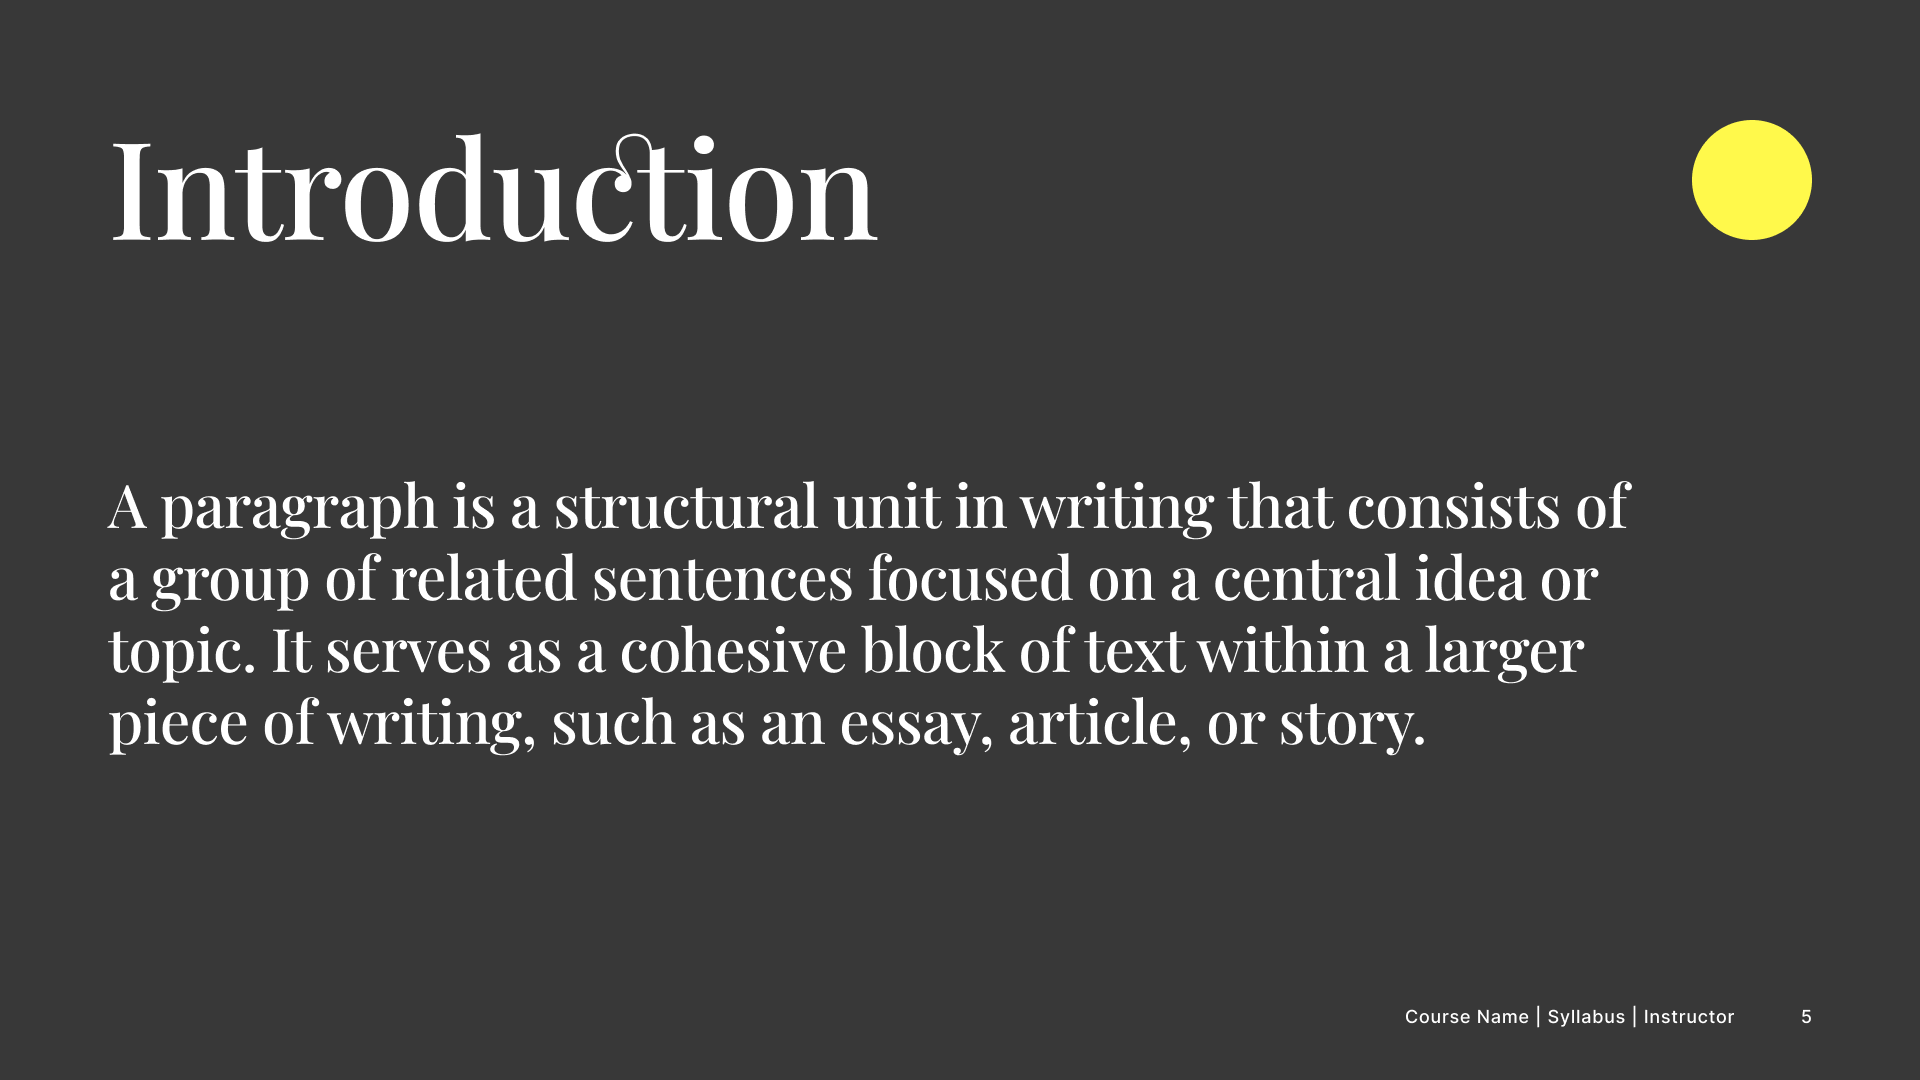 Introduction
A paragraph is a structural unit in writing that consists of
a group of related sentences focused on a central idea or
topic. It serves as a cohesive block of text within a larger
piece of writing, such as an essay, article, or story.
Course Name | Syllabus | Instructor 5